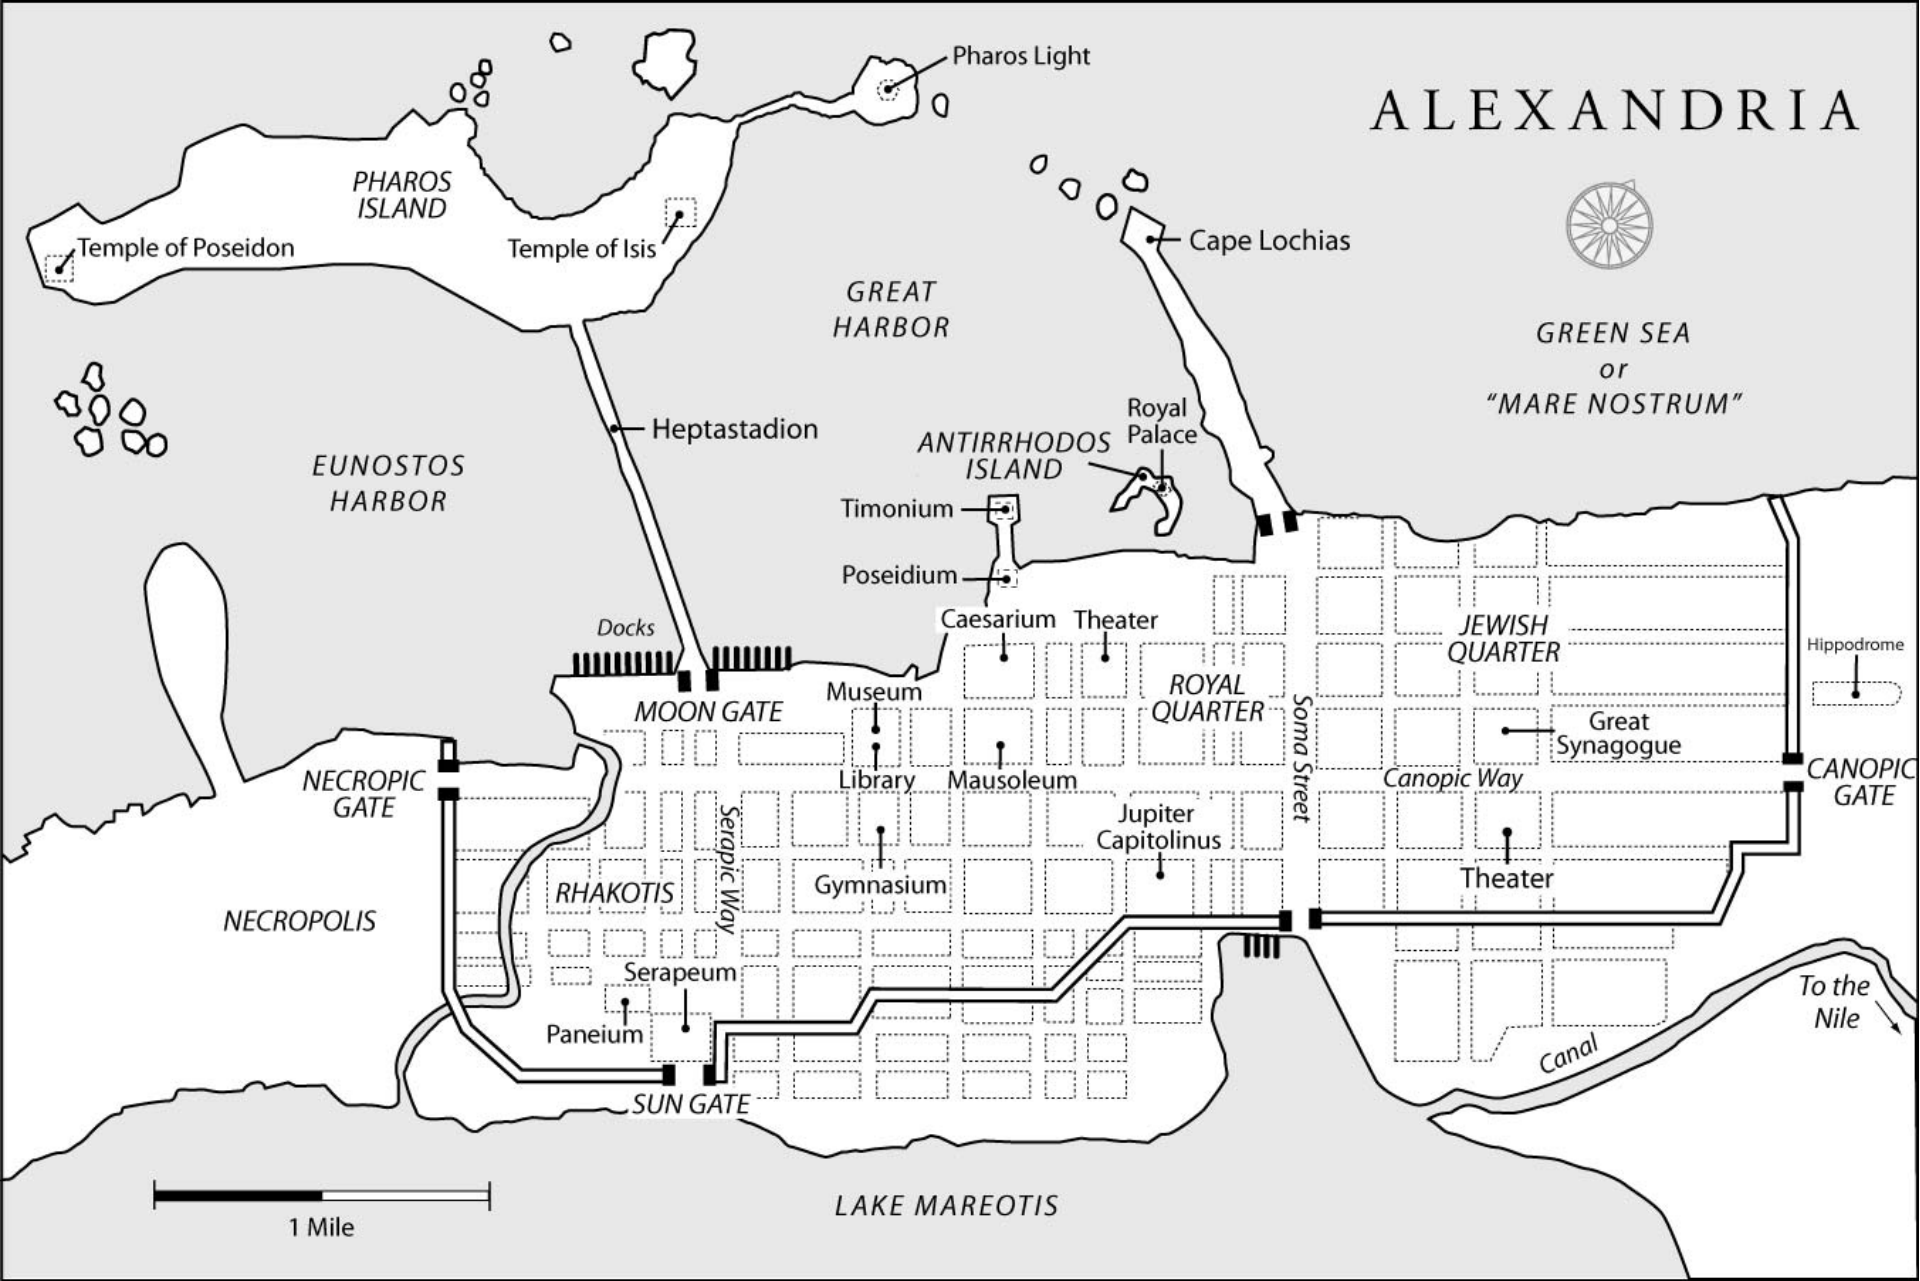 Pharos Light
ALEXANDRIA
PHAROS
ISLAND
Temple of Poseidon
Temple of Isis
Cape Lochias
GREAT
HARBOR
GREEN SEA
or
“MARE NOSTRUM”
Heptastadion
EUNOSTOS
HARBOR
ANTIRRHODOS
ISLAND
Royal
Palace
Timonium
Poseidium
Docks
Caesarium
Theater
JEWISH
QUARTER
Hippodrome
MOON GATE
Museum
ROYAL
QUARTER
Soma Street
Great
Synagogue
NECROPIC
GATE
Library
Mausoleum
Canopic Way
CANOPIC
GATE
Serapic Way
Jupiter
Capitolinus
RHAKOTIS
Gymnasium
Theater
NECROPOLIS
Serapeum
Paneium
To the
Nile
Canal
SUN GATE
LAKE MAREOTIS
1 Mile